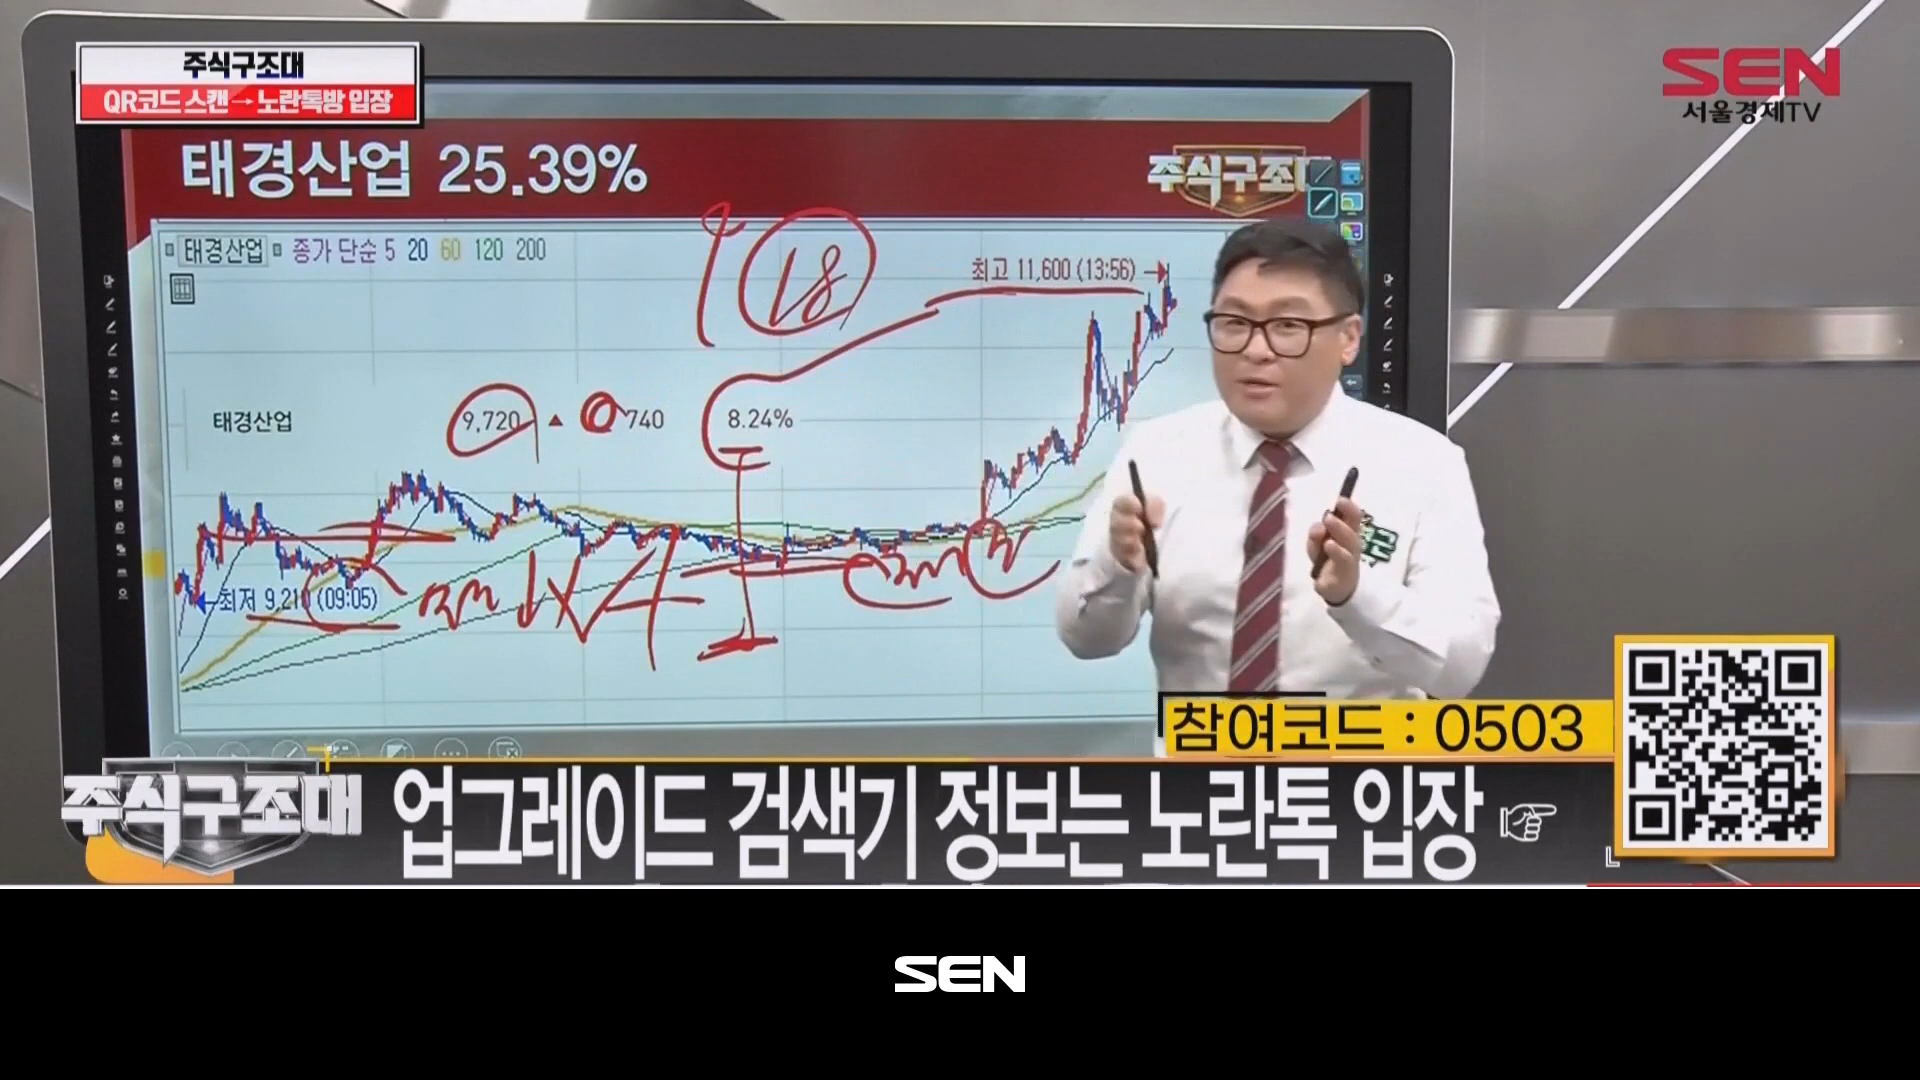 주식구조대
QR코드 스캔→노란톡방 입장
SEN
서울경제TV
태경산업 25.39%
주식구조
태경산업 종가 단순 5 20 60 120 200
18
최고 11,600 (13:56)
태경산업 9,720 ▲ 740 8.24%
최저 9,210 (09:05)
참여코드 : 0503
주식구조대
업그레이드 검색기 정보는 노란톡 입장
SEN